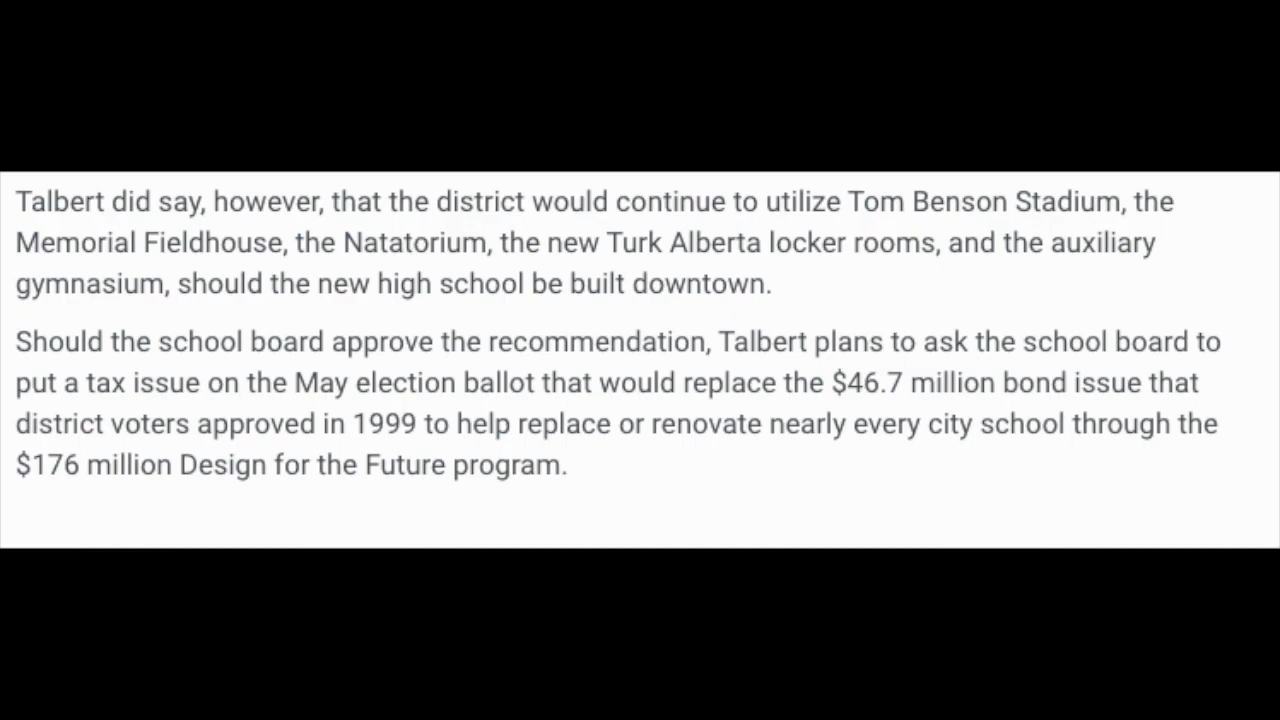 Talbert did say, however, that the district would continue to utilize Tom Benson Stadium, the
Memorial Fieldhouse, the Natatorium, the new Turk Alberta locker rooms, and the auxiliary
gymnasium, should the new high school be built downtown.
Should the school board approve the recommendation, Talbert plans to ask the school board to
put a tax issue on the May election ballot that would replace the $46.7 million bond issue that
district voters approved in 1999 to help replace or renovate nearly every city school through the
$176 million Design for the Future program.